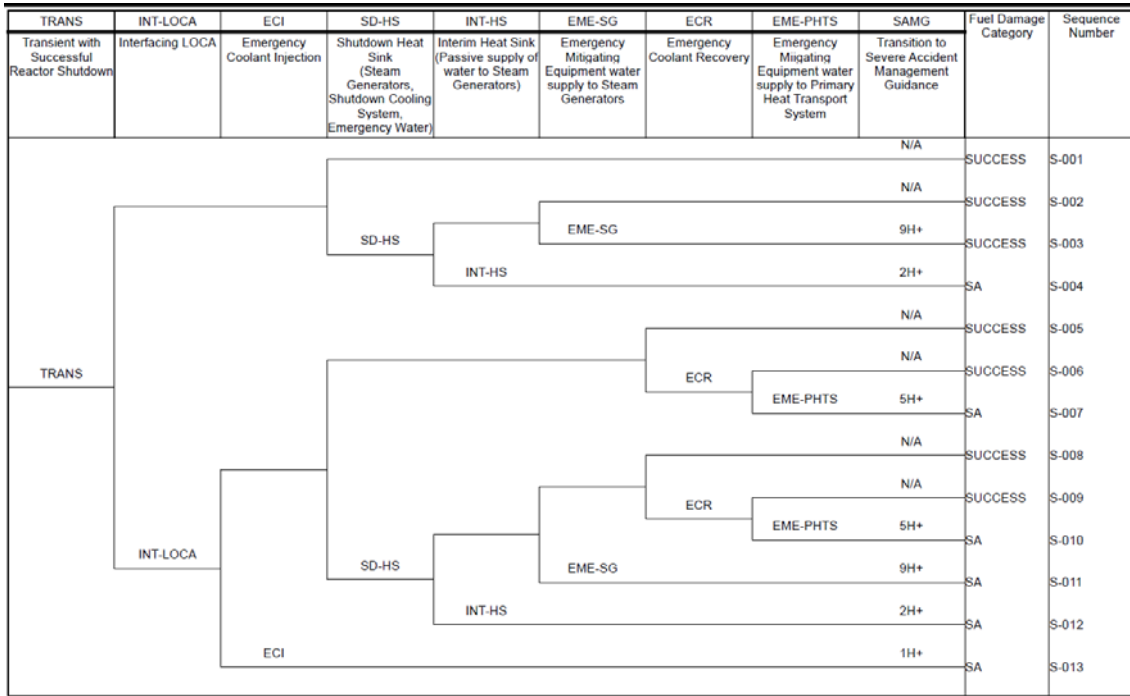 TRANS INT-LOCA ECI SD-HS INT-HS EME-SG ECR EME-PHTS SAMG Fuel Damage Category Sequence Number
Transient with
Successful
Reactor Shutdown
Interfacing LOCA
Emergency
Coolant Injection
Shutdown Heat
Sink
(Steam
Generators,
Shutdown Cooling
System,
Emergency Water)
Interim Heat Sink
(Passive supply of
water to Steam
Generators)
Emergency
Mitigating
Equipment water
supply to Steam
Generators
Emergency
Coolant Recovery
Emergency
Miigating
Equipment water
supply to Primary
Heat Transport
System
Transition to
Severe Accident
Management
Guidance
N/A
SUCCESS S-001
N/A
SUCCESS S-002
EME-SG 9H+
SD-HS
SUCCESS S-003
INT-HS 2H+
SA S-004
N/A
SUCCESS S-005
N/A
TRANS
SUCCESS S-006
ECR
EME-PHTS 5H+
SA S-007
N/A
SUCCESS S-008
N/A
SUCCESS S-009
ECR
EME-PHTS 5H+
SA S-010
INT-LOCA
SD-HS EME-SG 9H+
SA S-011
INT-HS 2H+
SA S-012
ECI 1H+
SA S-013